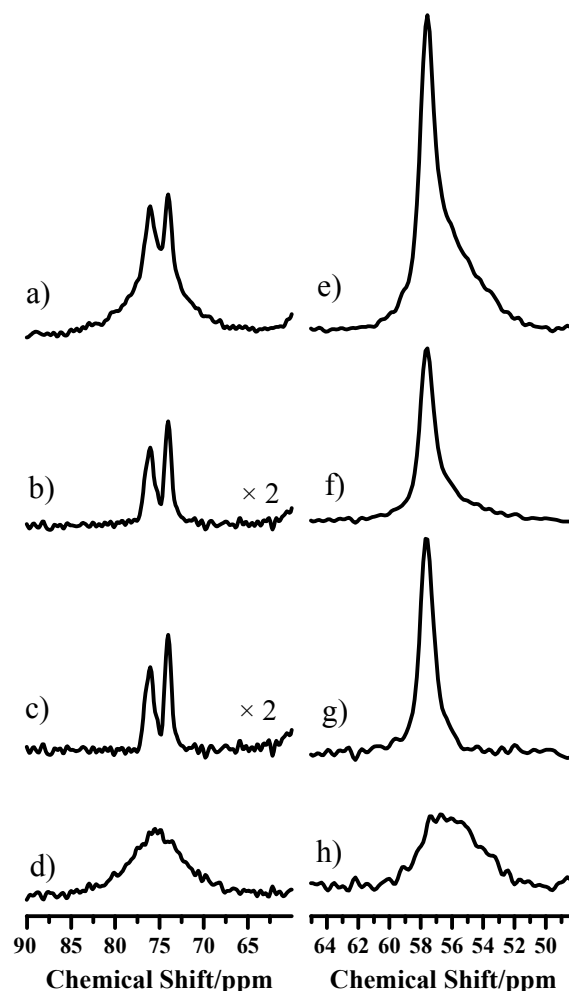 a)
e)
b)
× 2
f)
c)
× 2
g)
d)
h)
90 85 80 75 70 65
64 62 60 58 56 54 52 50
Chemical Shift/ppm
Chemical Shift/ppm